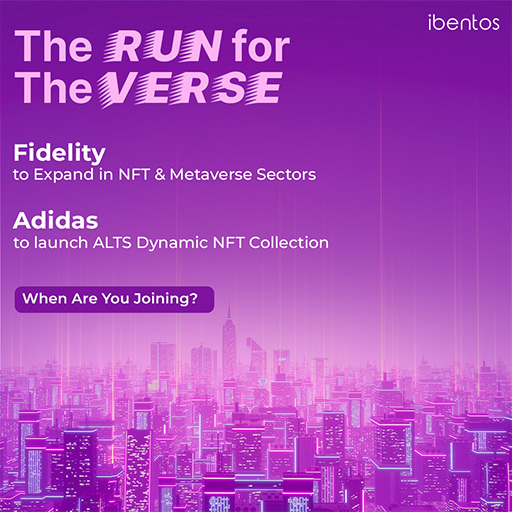 ibentos
The RUN for
The VERSE
Fidelity
to Expand in NFT & Metaverse Sectors
Adidas
to launch ALTS Dynamic NFT Collection
When Are You Joining?